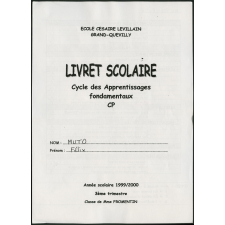 ECOLE CESAIRE LEVILLAIN
GRAND-QUEVILLY
LIVRET SCOLAIRE
Cycle des Apprentissages
fondamentaux
CP
NOM : MUTO
Prénom : Félix
Année scolaire 1999/2000
3ème trimestre
Classe de Mme FROMENTIN